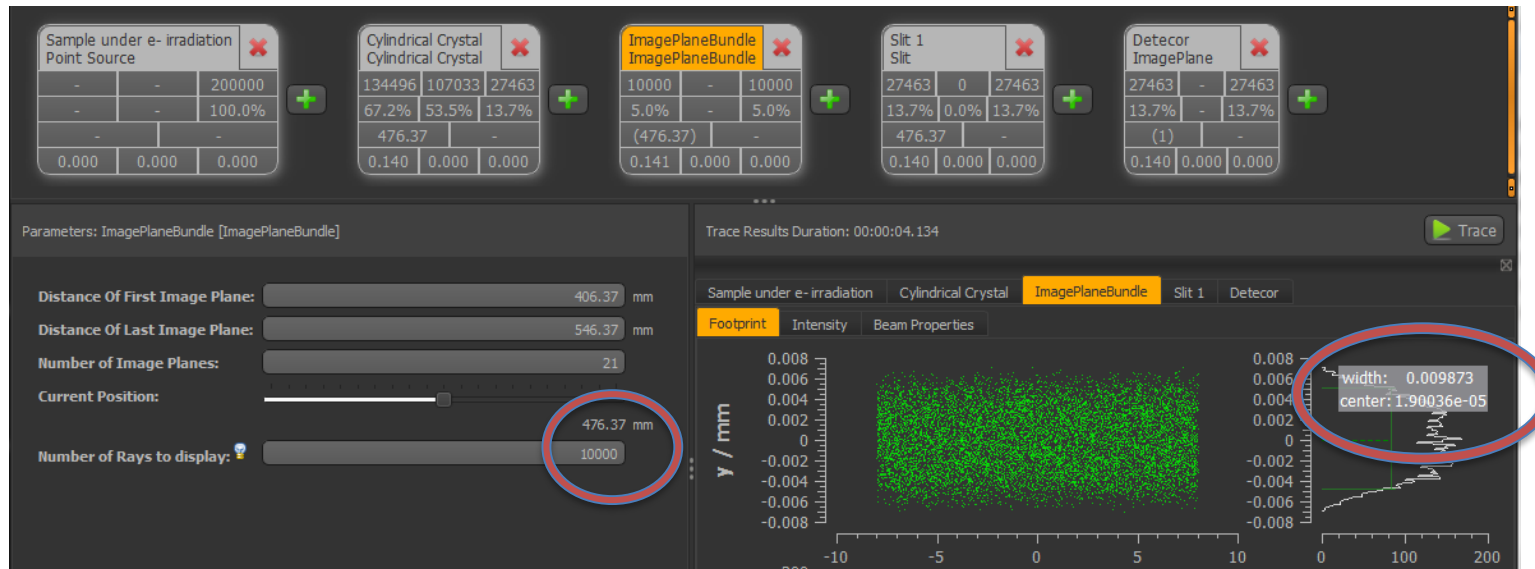 Sample under e- irradiation
Point Source
- - 200000
- - 100.0%
- -
0.000 0.000 0.000
Cylindrical Crystal
Cylindrical Crystal
134496 107033 27463
67.2% 53.5% 13.7%
476.37 -
0.140 0.000 0.000
ImagePlaneBundle
ImagePlaneBundle
10000 - 10000
5.0% - 5.0%
(476.37) -
0.141 0.000 0.000
Slit 1
Slit
27463 0 27463
13.7% 0.0% 13.7%
476.37 -
0.140 0.000 0.000
Detecor
ImagePlane
27463 - 27463
13.7% - 13.7%
(1) -
0.140 0.000 0.000
Parameters: ImagePlaneBundle [ImagePlaneBundle]
Distance Of First Image Plane: 406.37 mm
Distance Of Last Image Plane: 546.37 mm
Number of Image Planes: 21
Current Position:
476.37 mm
Number of Rays to display: 10000
Trace Results Duration: 00:00:04.134
Trace
Sample under e- irradiation Cylindrical Crystal ImagePlaneBundle Slit 1 Detecor
Footprint Intensity Beam Properties
y / mm
0.008
0.006
0.004
0.002
0
-0.002
-0.004
-0.006
-0.008
-10 -5 0 5 10
0.008
0.006
0.004
0.002
0
-0.002
-0.004
-0.006
-0.008
width: 0.009873
center: 1.90036e-05
0 100 200